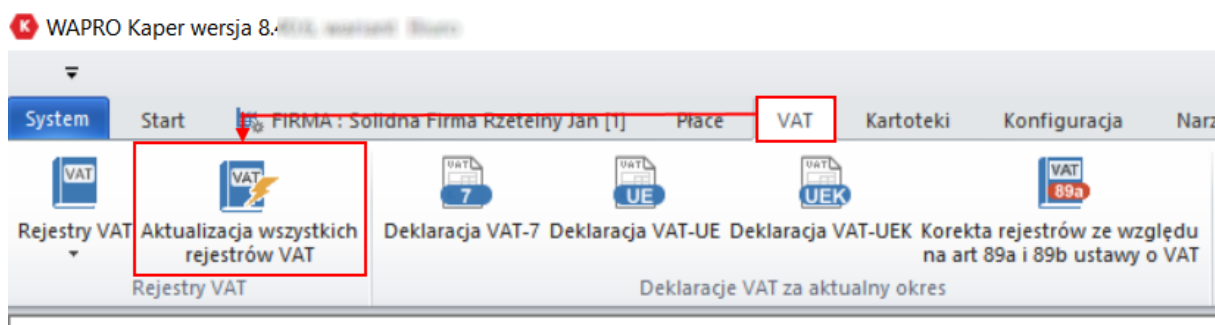 K WAPRO Kaper wersja 8.4
System Start FIRMA : Solidna Firma Rzetelny Jan [1] Płace VAT Kartoteki Konfiguracja Narz
VAT VAT VAT 7 VAT UE VAT UEK VAT 89a
Rejestry VAT Aktualizacja wszystkich Deklaracja VAT-7 Deklaracja VAT-UE Deklaracja VAT-UEK Korekta rejestrów ze względu
rejestrów VAT na art 89a i 89b ustawy o VAT
Rejestry VAT Deklaracje VAT za aktualny okres